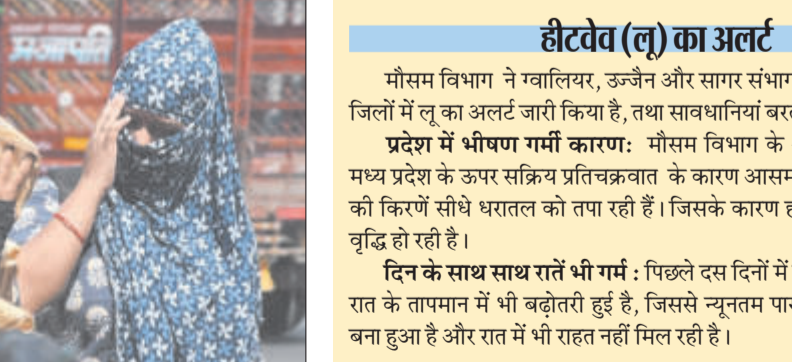 हीटवेव (लू) का अलर्ट
मौसम विभाग ने ग्वालियर, उज्जैन और सागर संभाग
जिलों में लू का अलर्ट जारी किया है, तथा सावधानियां
प्रदेश में भीषण गर्मी कारण: मौसम विभाग के
मध्य प्रदेश के ऊपर सक्रिय प्रतिचक्रवात के कारण
की किरणें सीधे धरातल को तपा रही हैं। जिसके कारण
वृद्धि हो रही है।
दिन के साथ साथ रातें भी गर्म : पिछले दस दिनों में
रात के तापमान में भी बढ़ोतरी हुई है, जिससे न्यूनतम
बना हुआ है और रात में भी राहत नहीं मिल रही है।